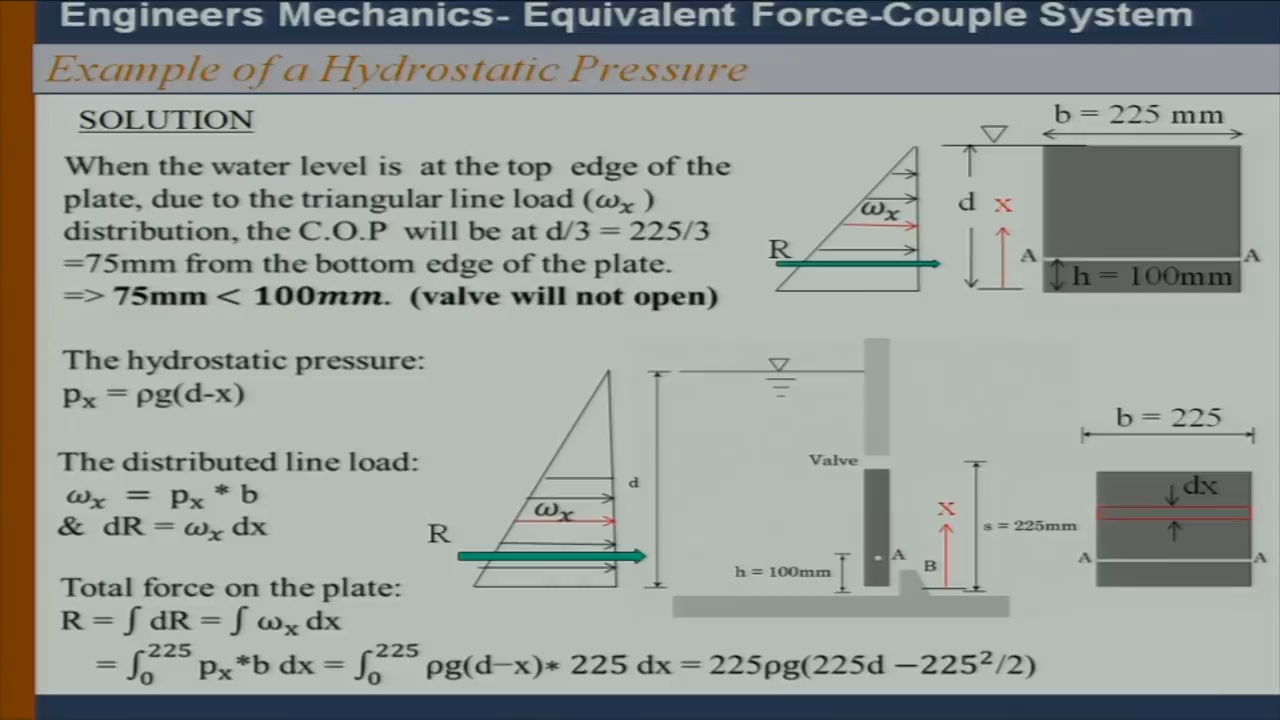 Engineers Mechanics- Equivalent Force-Couple System
Example of a Hydrostatic Pressure
SOLUTION
When the water level is at the top edge of the
plate, due to the triangular line load (ωₓ)
distribution, the C.O.P will be at d/3 = 225/3
=75mm from the bottom edge of the plate.
=> 75mm < 100mm. (valve will not open)
b = 225 mm
ωₓ
d
x
R
A
A
h = 100mm
The hydrostatic pressure:
pₓ = ρg(d-x)
The distributed line load:
ωₓ = pₓ * b
& dR = ωₓ dx
Total force on the plate:
R = ∫ dR = ∫ ωₓ dx
= ∫₀²²⁵ pₓ*b dx = ∫₀²²⁵ ρg(d−x)* 225 dx = 225ρg(225d −225²/2)
R
ωₓ
d
Valve
x
s = 225mm
A
B
h = 100mm
b = 225
dx
A
A